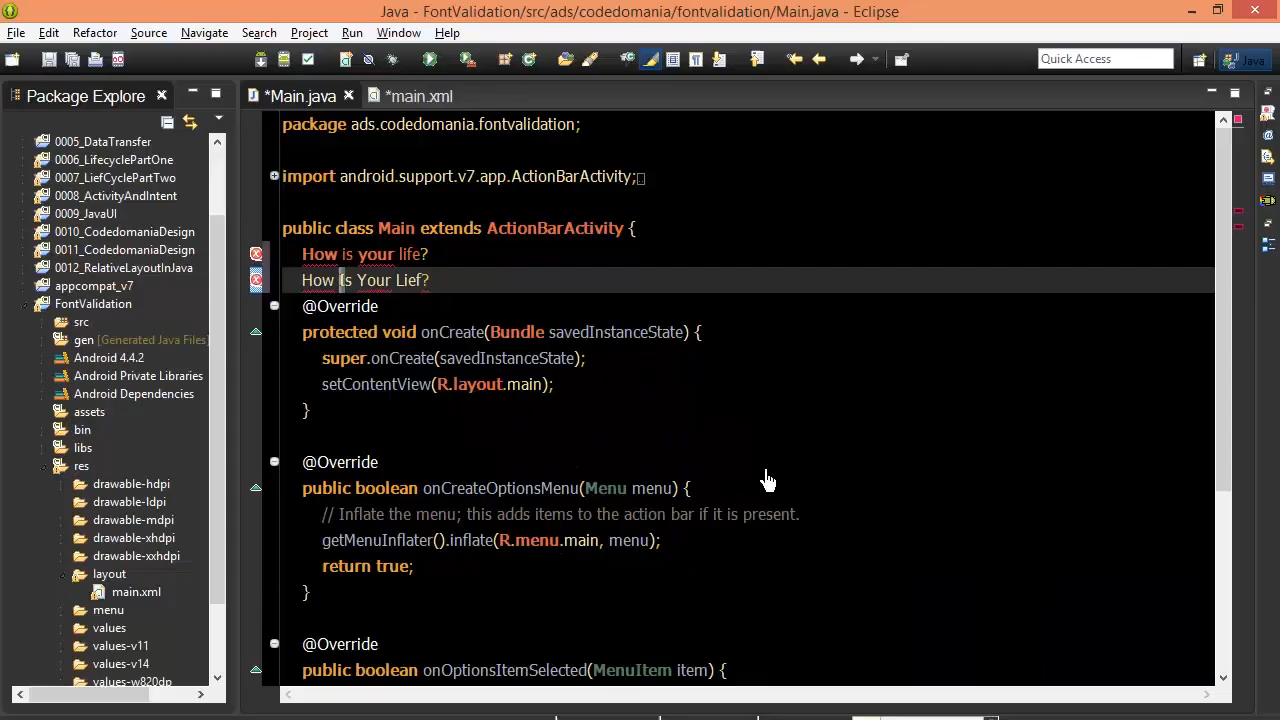 Java - FontValidation/src/ads/codedomania/fontvalidation/Main.java - Eclipse
File Edit Refactor Source Navigate Search Project Run Window Help
Quick Access
Java
Package Explore
*Main.java
*main.xml
0005_DataTransfer
0006_LifecyclePartOne
0007_LiefCyclePartTwo
0008_ActivityAndIntent
0009_JavaUI
0010_CodedomaniaDesign
0011_CodedomaniaDesign
0012_RelativeLayoutInJava
appcompat_v7
FontValidation
src
gen [Generated Java Files]
Android 4.4.2
Android Private Libraries
Android Dependencies
assets
bin
libs
res
drawable-hdpi
drawable-ldpi
drawable-mdpi
drawable-xhdpi
drawable-xxhdpi
layout
main.xml
menu
values
values-v11
values-v14
values-w820dp
package ads.codedomania.fontvalidation;
import android.support.v7.app.ActionBarActivity;
public class Main extends ActionBarActivity {
How is your life?
How is Your Lief?
@Override
protected void onCreate(Bundle savedInstanceState) {
super.onCreate(savedInstanceState);
setContentView(R.layout.main);
}
@Override
public boolean onCreateOptionsMenu(Menu menu) {
// Inflate the menu; this adds items to the action bar if it is present.
getMenuInflater().inflate(R.menu.main, menu);
return true;
}
@Override
public boolean onOptionsItemSelected(MenuItem item) {